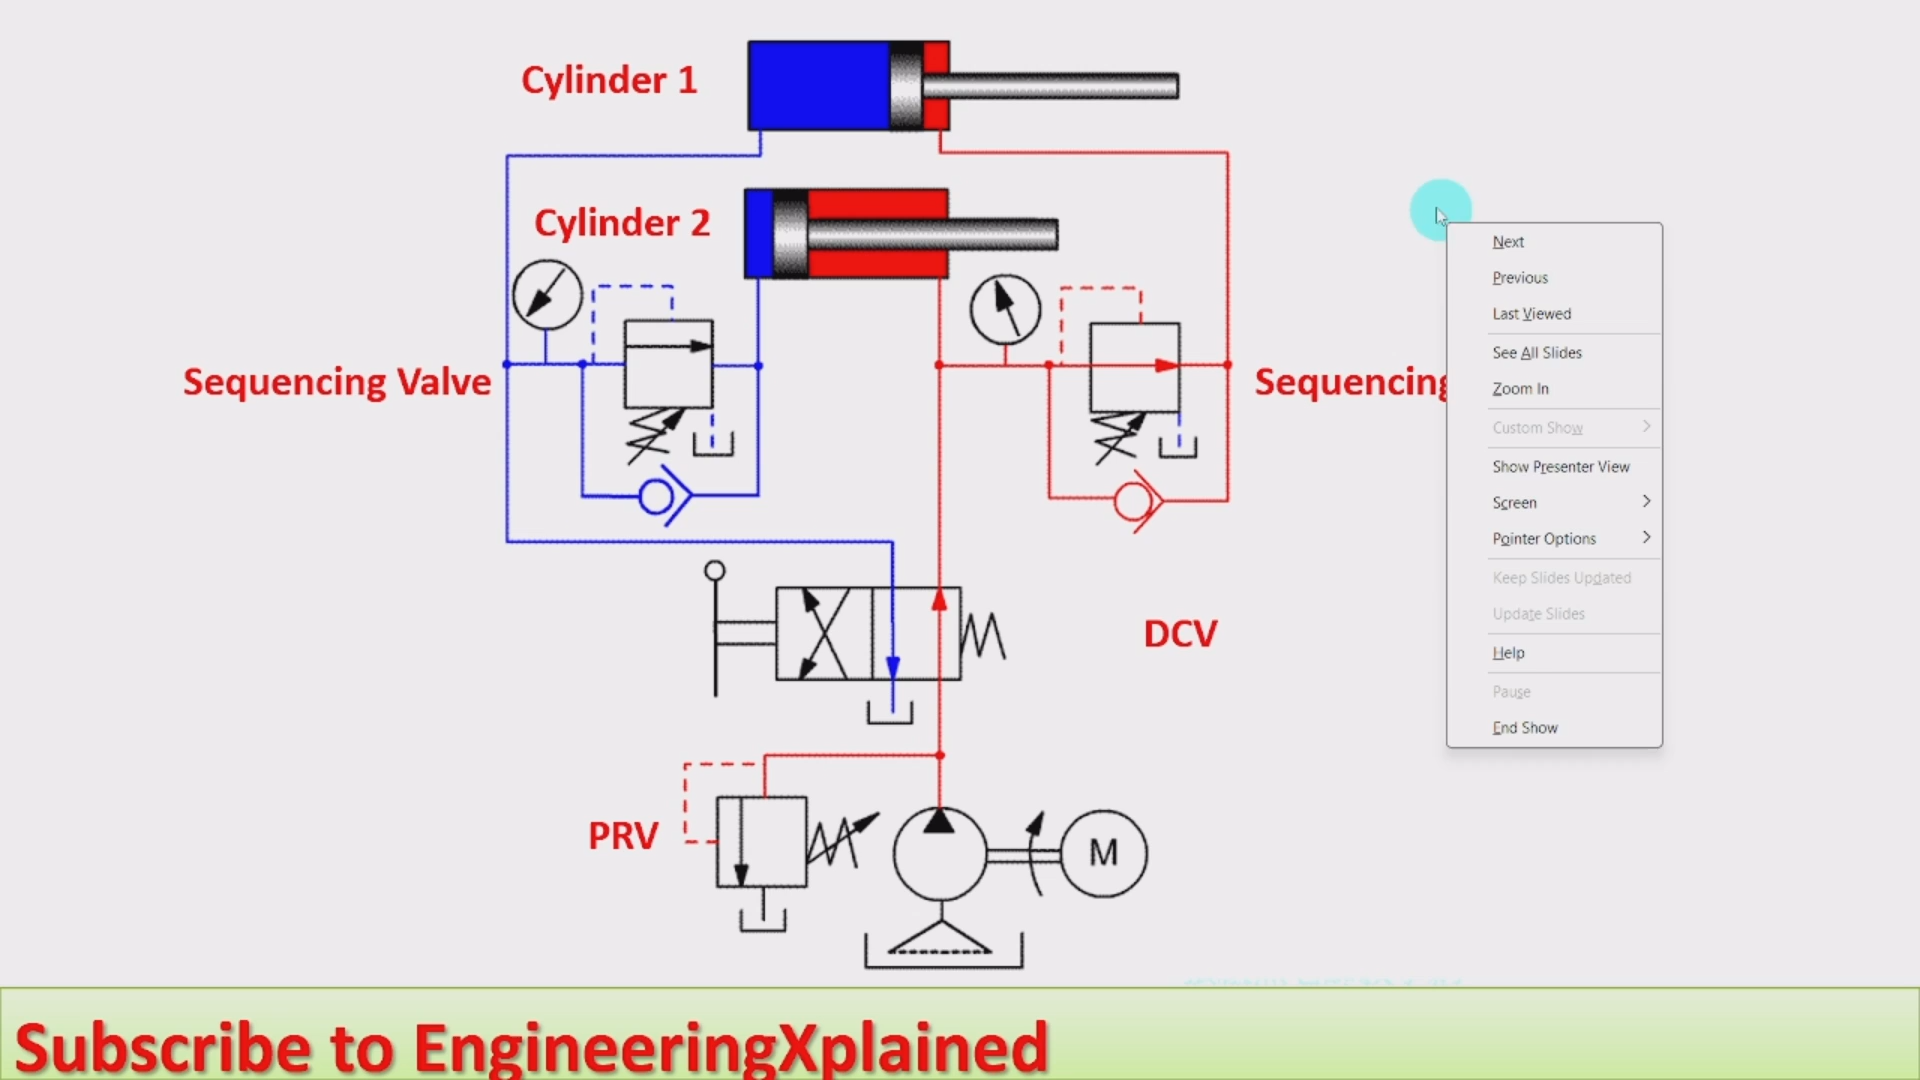 Cylinder 1
Cylinder 2
Sequencing Valve
Sequencing
DCV
PRV
M
Next
Previous
Last Viewed
See All Slides
Zoom In
Custom Show
Show Presenter View
Screen
Pointer Options
Keep Slides Updated
Update Slides
Help
Pause
End Show
Subscribe to EngineeringXplained